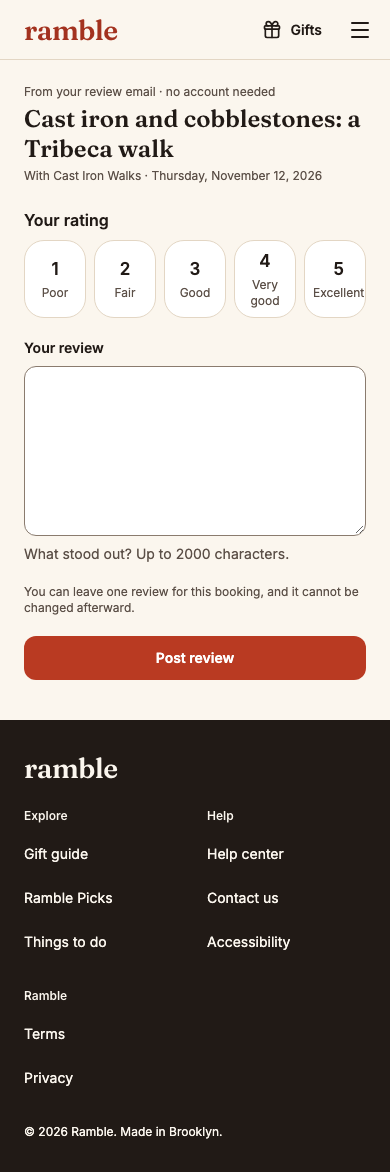 ramble
Gifts
From your review email · no account needed
Cast iron and cobblestones: a
Tribeca walk
With Cast Iron Walks · Thursday, November 12, 2026
Your rating
1
Poor
2
Fair
3
Good
4
Very
good
5
Excellent
Your review
What stood out? Up to 2000 characters.
You can leave one review for this booking, and it cannot be
changed afterward.
Post review
ramble
Explore
Gift guide
Ramble Picks
Things to do
Help
Help center
Contact us
Accessibility
Ramble
Terms
Privacy
© 2026 Ramble. Made in Brooklyn.